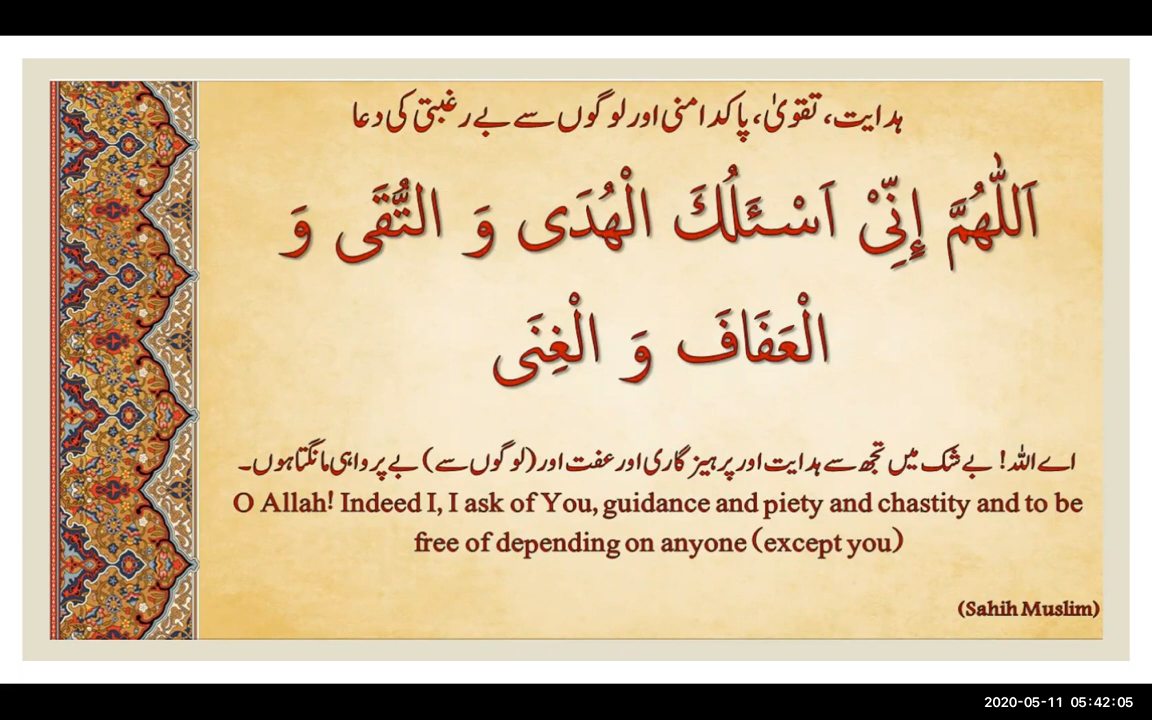 ہدایت، تقویٰ، پاکدامنی اور لوگوں سے بے رغبتی کی دعا
اَللّٰهُمَّ إِنِّیْ اَسْـَٔلُكَ الْهُدَی وَ التُّقَی وَ
الْعَفَافَ وَ الْغِنَی
اے اللہ! بے شک میں تجھ سے ہدایت اور پرہیز گاری اور عفت اور (لوگوں سے) بے پرواہی مانگتا ہوں۔
O Allah! Indeed I, I ask of You, guidance and piety and chastity and to be
free of depending on anyone (except you)
(Sahih Muslim)
2020-05-11 05:42:05